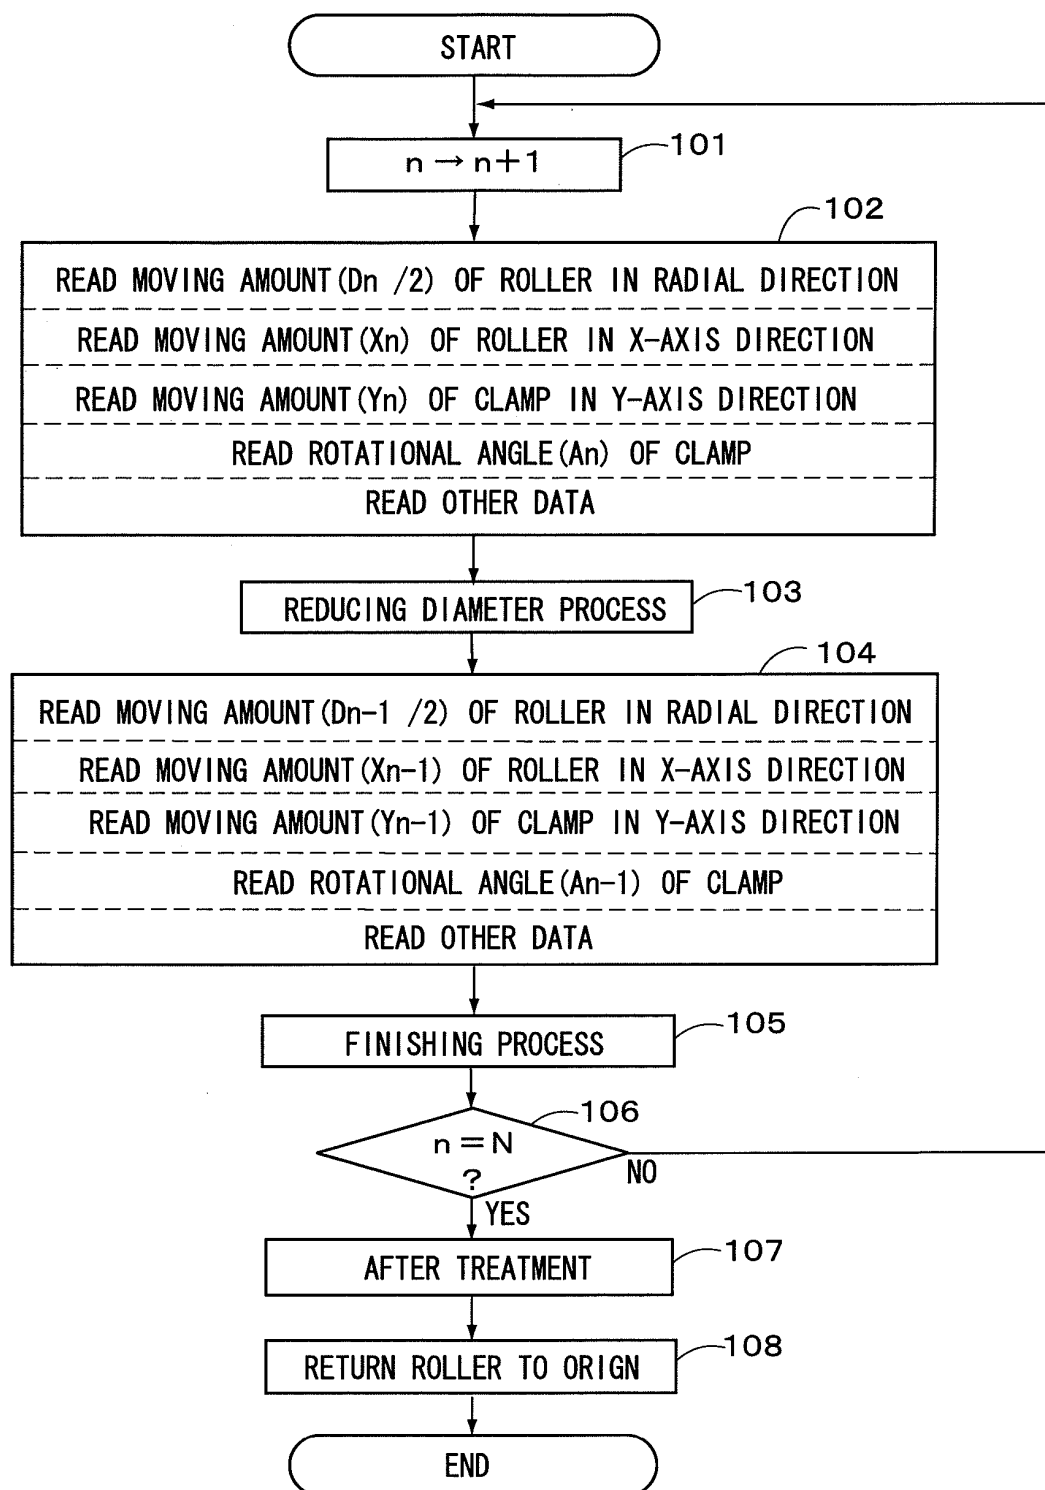 START
n → n+1
101
102
READ MOVING AMOUNT(Dn /2) OF ROLLER IN RADIAL DIRECTION
READ MOVING AMOUNT(Xn) OF ROLLER IN X-AXIS DIRECTION
READ MOVING AMOUNT(Yn) OF CLAMP IN Y-AXIS DIRECTION
READ ROTATIONAL ANGLE(An) OF CLAMP
READ OTHER DATA
REDUCING DIAMETER PROCESS
103
104
READ MOVING AMOUNT(Dn-1 /2) OF ROLLER IN RADIAL DIRECTION
READ MOVING AMOUNT(Xn-1) OF ROLLER IN X-AXIS DIRECTION
READ MOVING AMOUNT(Yn-1) OF CLAMP IN Y-AXIS DIRECTION
READ ROTATIONAL ANGLE(An-1) OF CLAMP
READ OTHER DATA
FINISHING PROCESS
105
106
n = N
?
NO
YES
AFTER TREATMENT
107
RETURN ROLLER TO ORIGN
108
END